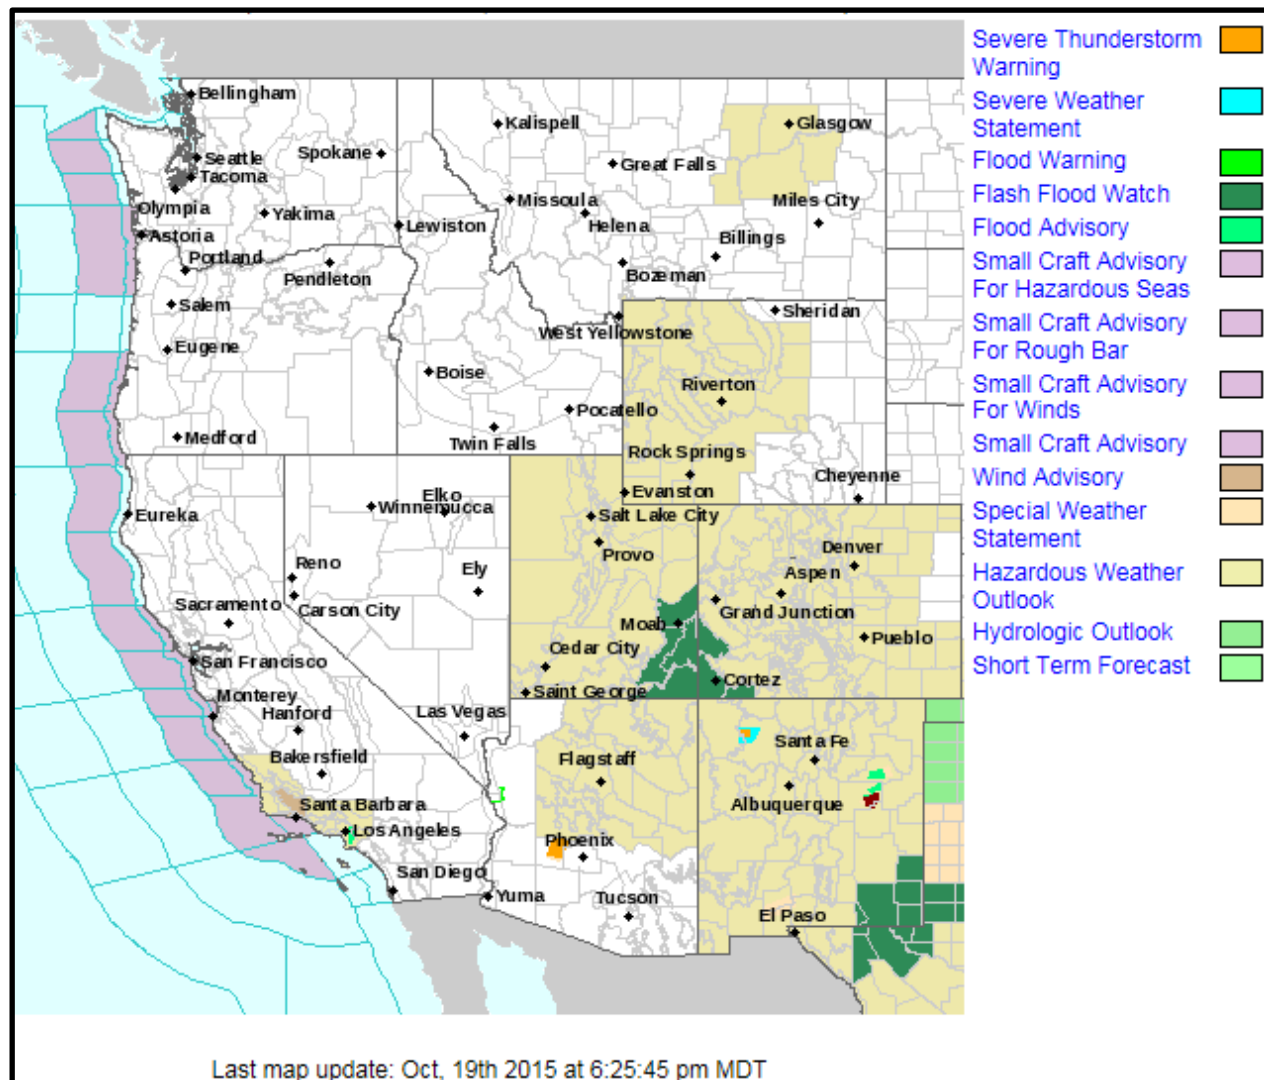 Bellingham
Kalispell
Glasgow
Seattle
Spokane
Great Falls
Tacoma
Missoula
Miles City
Olympia
Yakima
Lewiston
Helena
Astoria
Billings
Portland
Pendleton
Bozeman
Salem
Sheridan
West Yellowstone
Eugene
Boise
Riverton
Pocatello
Medford
Twin Falls
Rock Springs
Cheyenne
Evanston
Elko
Winnemucca
Eureka
Salt Lake City
Provo
Denver
Reno
Ely
Aspen
Sacramento
Carson City
Grand Junction
Moab
Pueblo
San Francisco
Cedar City
Cortez
Saint George
Monterey
Hanford
Las Vegas
Santa Fe
Bakersfield
Flagstaff
Santa Barbara
Albuquerque
Los Angeles
Phoenix
San Diego
Yuma
Tucson
El Paso
Severe Thunderstorm
Warning
Severe Weather
Statement
Flood Warning
Flash Flood Watch
Flood Advisory
Small Craft Advisory
For Hazardous Seas
Small Craft Advisory
For Rough Bar
Small Craft Advisory
For Winds
Small Craft Advisory
Wind Advisory
Special Weather
Statement
Hazardous Weather
Outlook
Hydrologic Outlook
Short Term Forecast
Last map update: Oct, 19th 2015 at 6:25:45 pm MDT